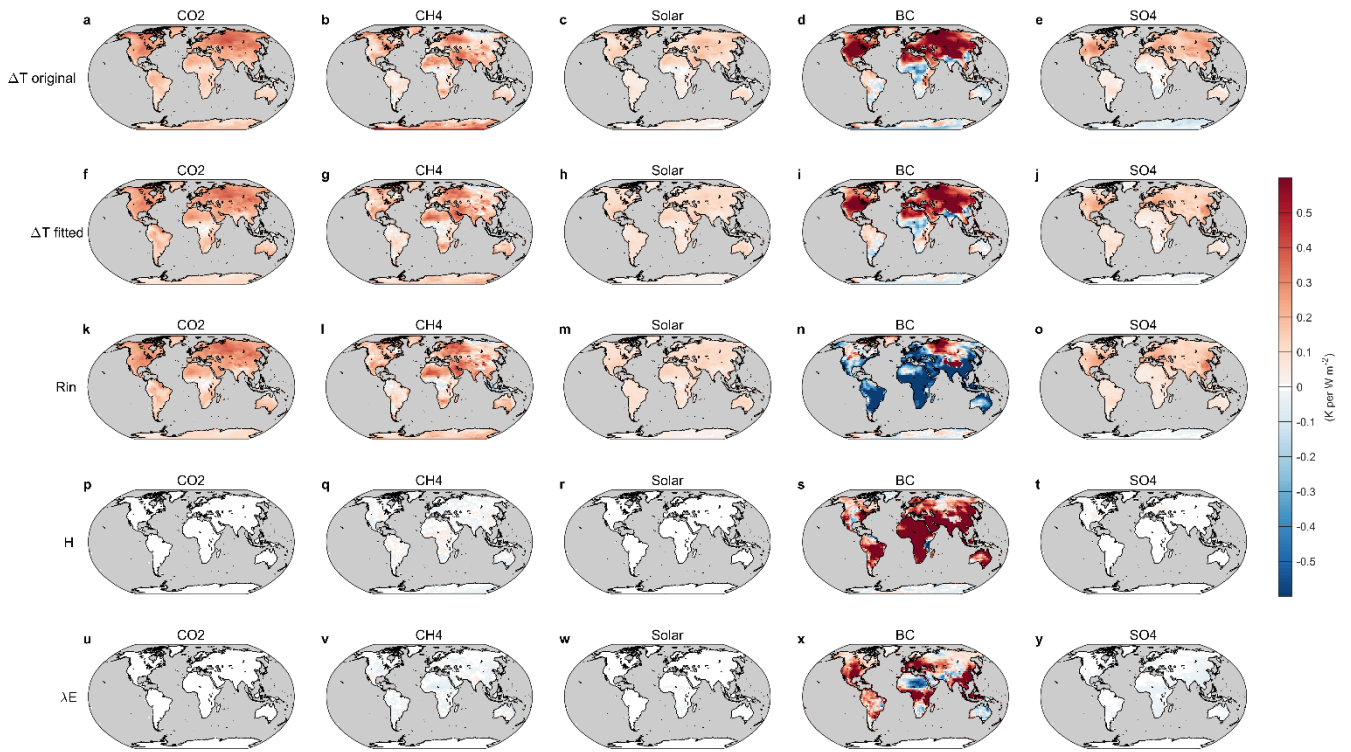 a CO2 b CH4 c Solar d BC e SO4
ΔT original
f CO2 g CH4 h Solar i BC j SO4
ΔT fitted
k CO2 l CH4 m Solar n BC o SO4
Rin
p CO2 q CH4 r Solar s BC t SO4
H
u CO2 v CH4 w Solar x BC y SO4
λE
0.5
0.4
0.3
0.2
0.1
0
-0.1
-0.2
-0.3
-0.4
-0.5
(K per W m-2)